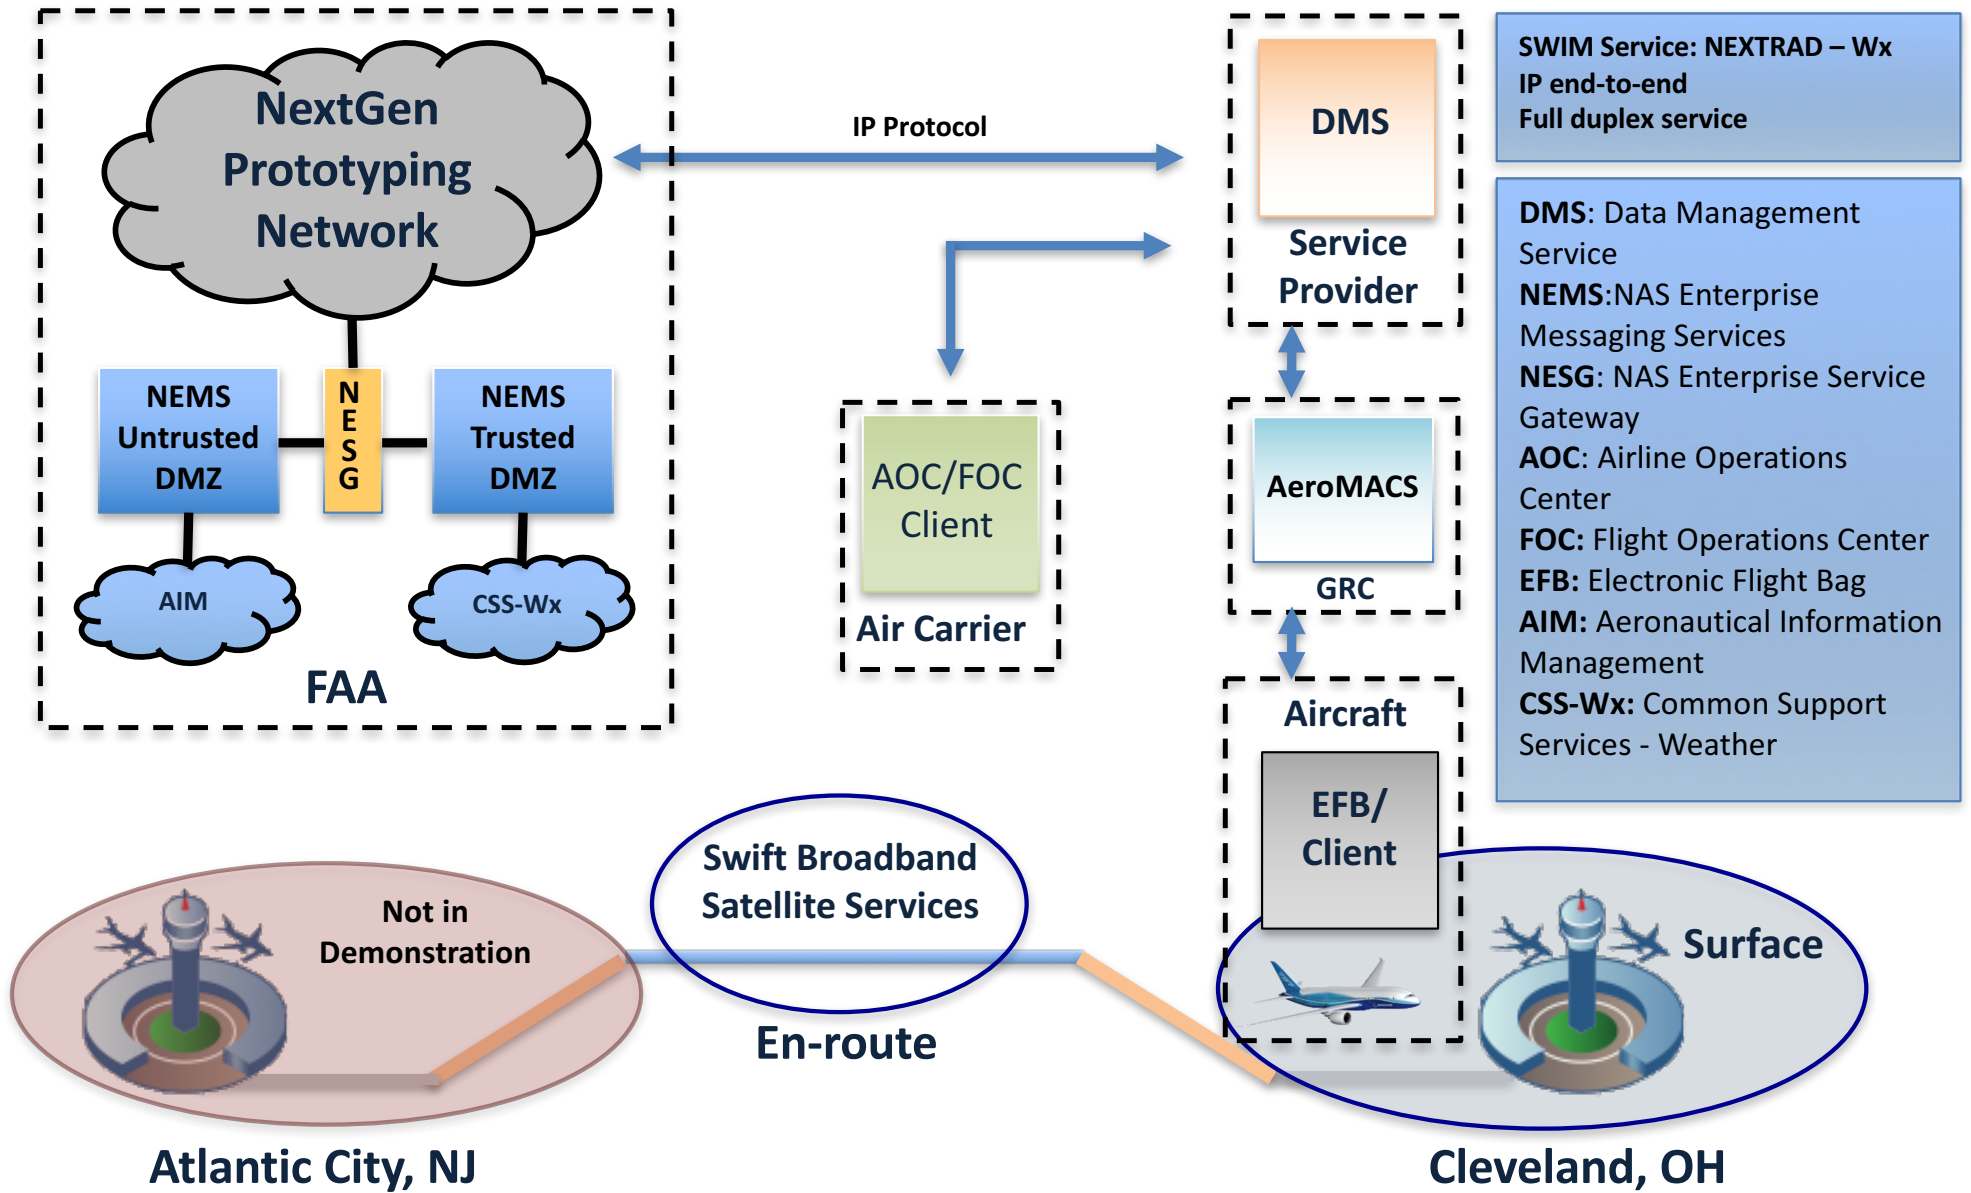 NextGen
Prototyping
Network
NEMS
Untrusted
DMZ
N
E
S
G
NEMS
Trusted
DMZ
AIM
CSS-Wx
FAA
IP Protocol
DMS
Service
Provider
AOC/FOC
Client
Air Carrier
AeroMACS
GRC
Aircraft
EFB/
Client
SWIM Service: NEXTRAD – Wx
IP end-to-end
Full duplex service
DMS: Data Management
Service
NEMS:NAS Enterprise
Messaging Services
NESG: NAS Enterprise Service
Gateway
AOC: Airline Operations
Center
FOC: Flight Operations Center
EFB: Electronic Flight Bag
AIM: Aeronautical Information
Management
CSS-Wx: Common Support
Services - Weather
Not in
Demonstration
Swift Broadband
Satellite Services
En-route
Surface
Atlantic City, NJ
Cleveland, OH